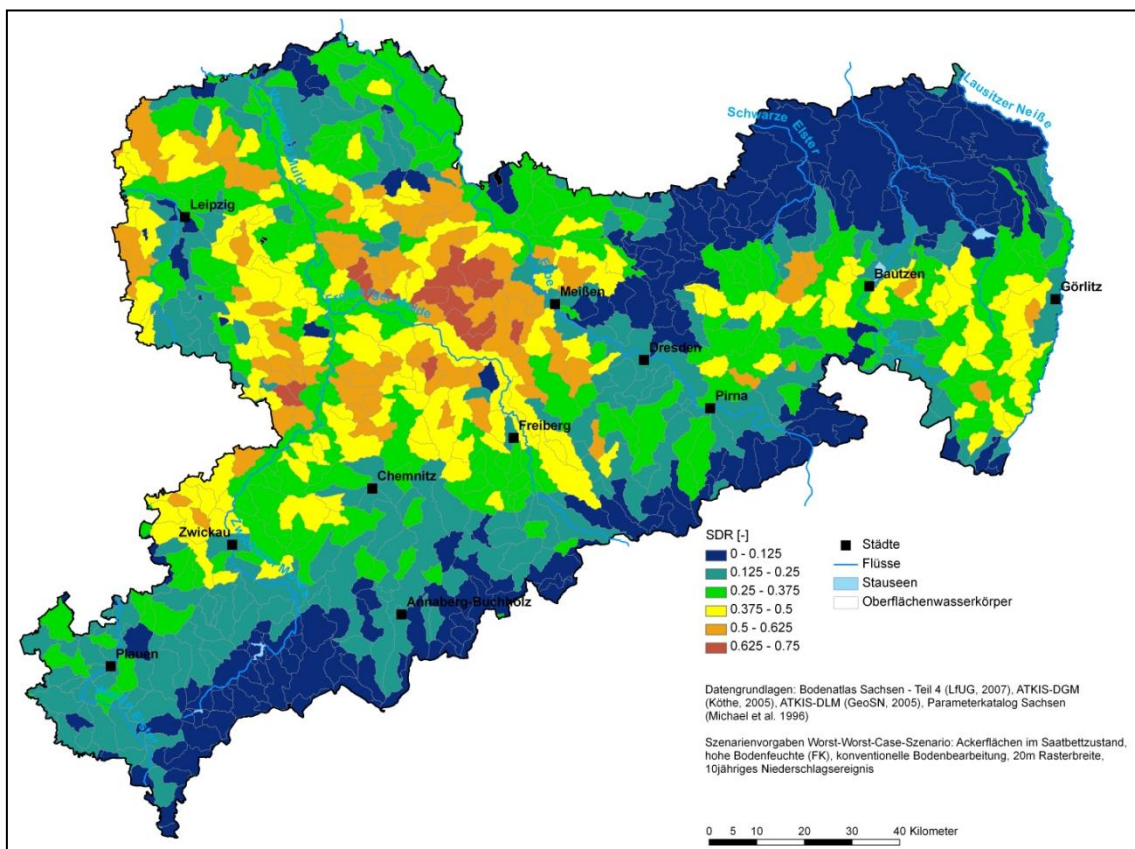 Lausitzer Neiße
Schwarze Elster
Mulde
Leipzig
Elbe
Bautzen
Görlitz
Meißen
Dresden
Pirna
Freiberg
Chemnitz
Zwickau
Annaberg-Buchholz
Plauen
SDR [-]
0 - 0.125
0.125 - 0.25
0.25 - 0.375
0.375 - 0.5
0.5 - 0.625
0.625 - 0.75
Städte
Flüsse
Stauseen
Oberflächenwasserkörper
Datengrundlagen: Bodenatlas Sachsen - Teil 4 (LfUG, 2007), ATKIS-DGM
(Köthe, 2005), ATKIS-DLM (GeoSN, 2005), Parameterkatalog Sachsen
(Michael et al. 1996)
Szenarienvorgaben Worst-Worst-Case-Szenario: Ackerflächen im Saatbettzustand,
hohe Bodenfeuchte (FK), konventionelle Bodenbearbeitung, 20m Rasterbreite,
10jähriges Niederschlagsereignis
0 5 10 20 30 40 Kilometer